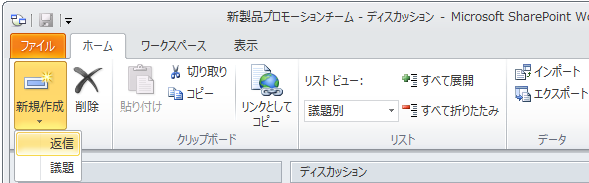 新製品プロモーションチーム - ディスカッション - Microsoft SharePoint Wo
ファイル ホーム ワークスペース 表示
新規作成
削除
貼り付け
切り取り
コピー
リンクとして
コピー
クリップボード
リスト ビュー:
議題別
すべて展開
すべて折りたたみ
リスト
インポート
エクスポート
データ
返信
議題
ディスカッション